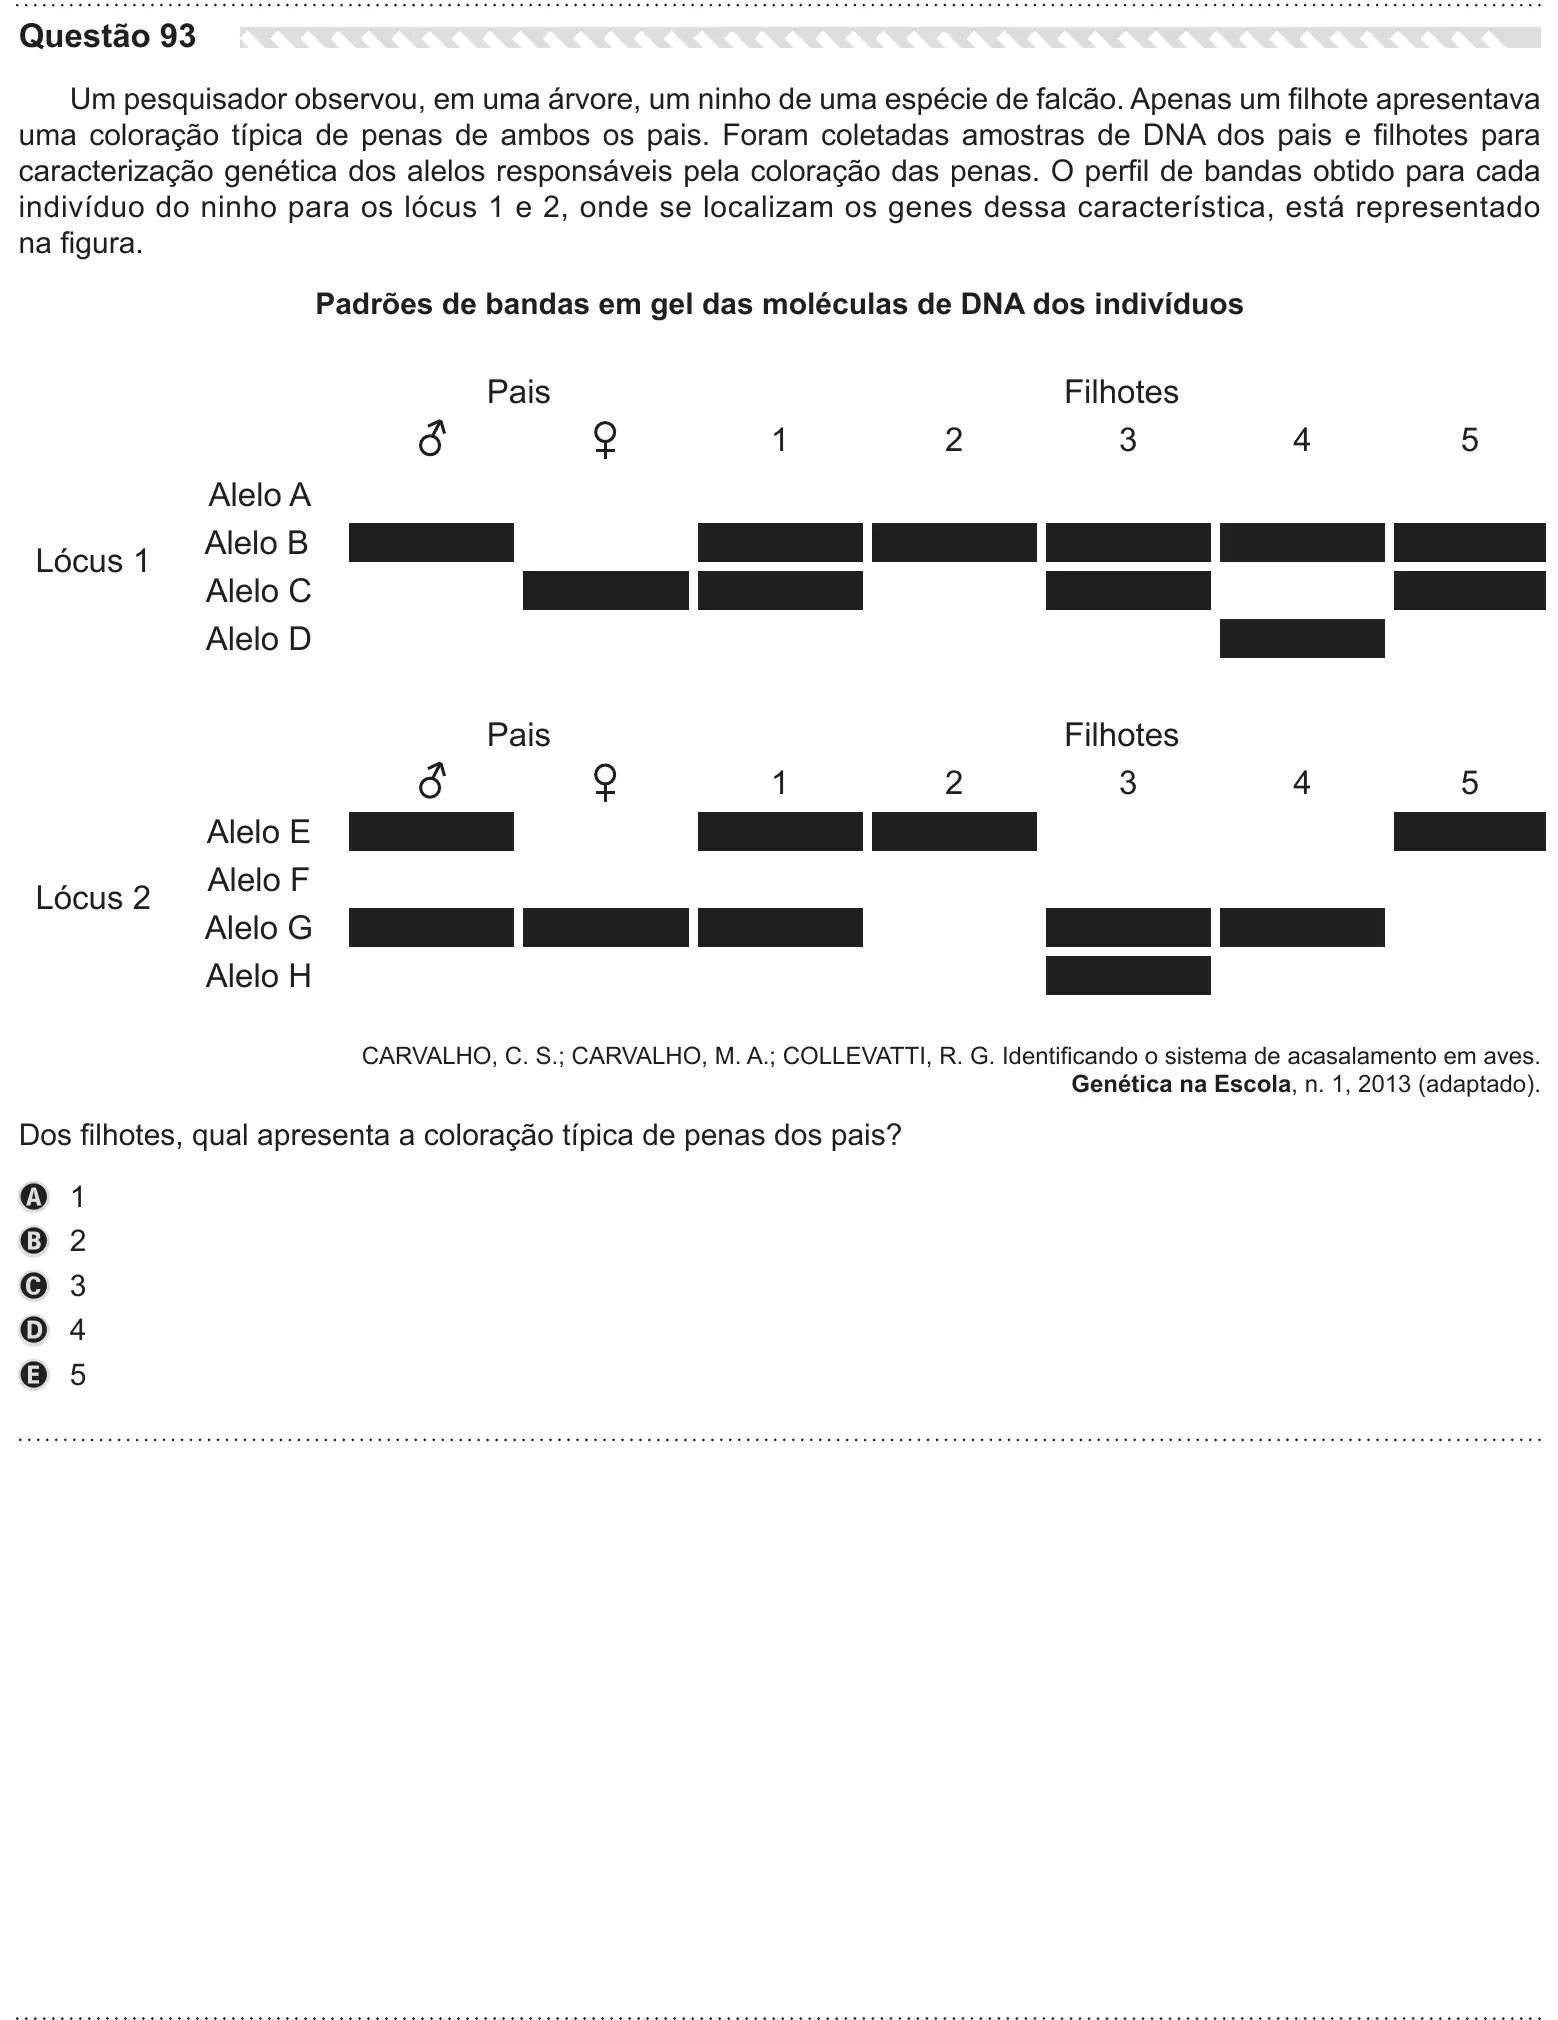 Questão 93
Um pesquisador observou, em uma árvore, um ninho de uma espécie de falcão. Apenas um filhote apresentava
uma coloração típica de penas de ambos os pais. Foram coletadas amostras de DNA dos pais e filhotes para
caracterização genética dos alelos responsáveis pela coloração das penas. O perfil de bandas obtido para cada
indivíduo do ninho para os lócus 1 e 2, onde se localizam os genes dessa característica, está representado
na figura.
Padrões de bandas em gel das moléculas de DNA dos indivíduos
Pais Filhotes
♂ ♀ 1 2 3 4 5
Alelo A
Alelo B
Lócus 1
Alelo C
Alelo D
Pais Filhotes
♂ ♀ 1 2 3 4 5
Alelo E
Alelo F
Lócus 2
Alelo G
Alelo H
CARVALHO, C. S.; CARVALHO, M. A.; COLLEVATTI, R. G. Identificando o sistema de acasalamento em aves.
Genética na Escola, n. 1, 2013 (adaptado).
Dos filhotes, qual apresenta a coloração típica de penas dos pais?
A 1
B 2
C 3
D 4
E 5